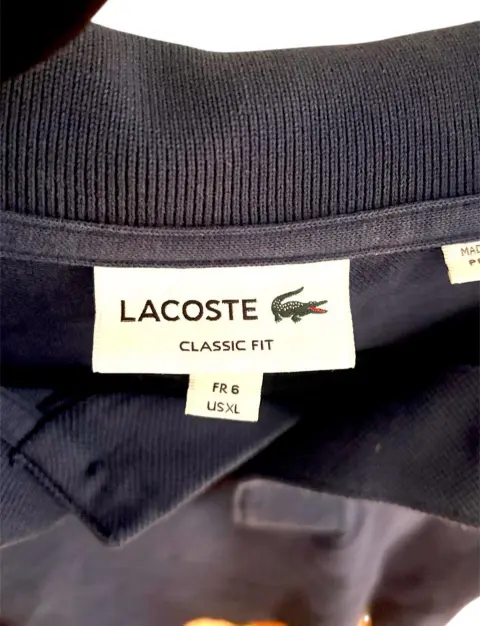 LACOSTE
CLASSIC FIT
FR 6
US XL